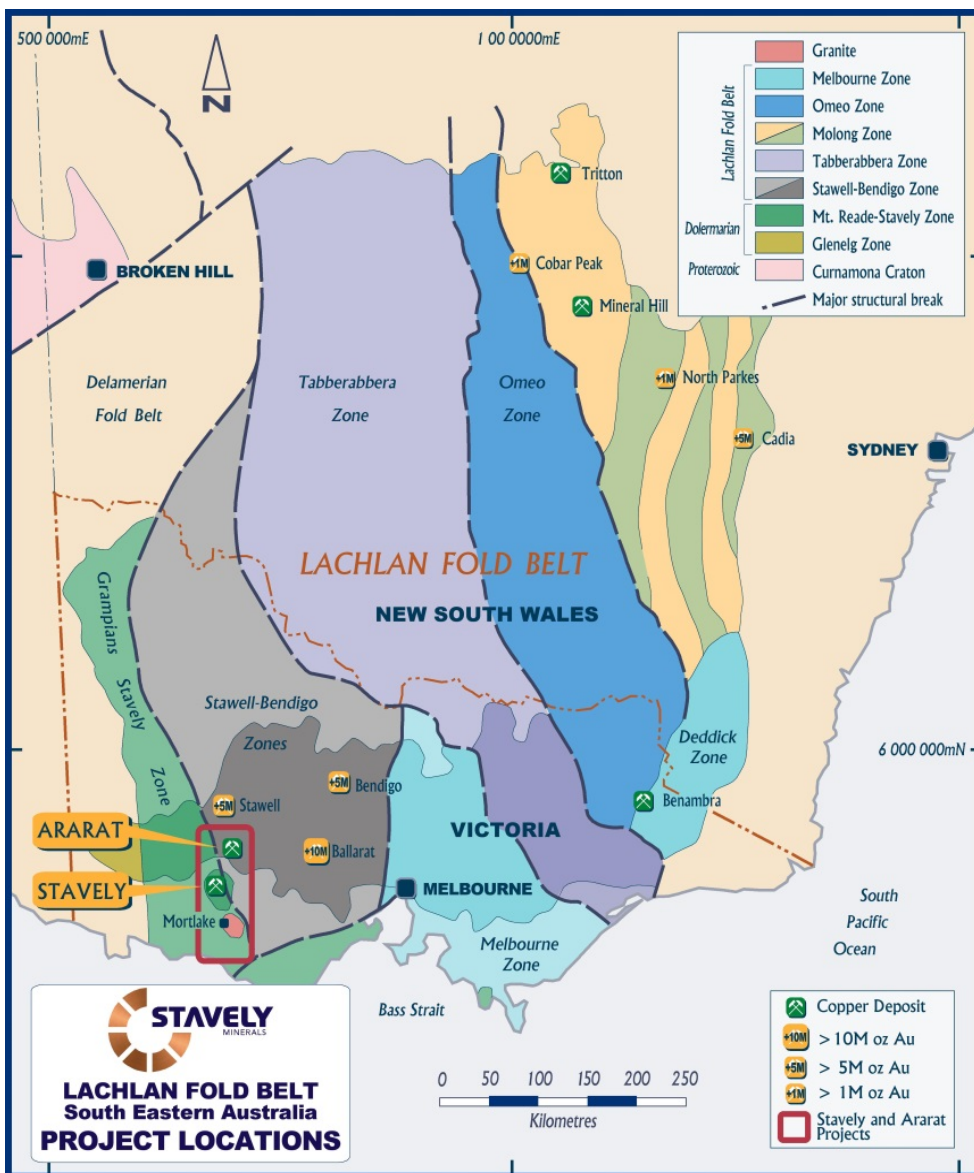 500 000mE
1 00 0000mE
N
Granite
Lachlan Fold Belt
Melbourne Zone
Omeo Zone
Molong Zone
Tabberabbera Zone
Stawell-Bendigo Zone
Dolermarian
Mt. Reade-Stavely Zone
Glenelg Zone
Proterozoic
Curnamona Craton
Major structural break
Tritton
BROKEN HILL
+1M Cobar Peak
Mineral Hill
Delamerian
Fold Belt
Tabberabbera
Zone
Omeo
Zone
+1M North Parkes
+5M Cadia
SYDNEY
LACHLAN FOLD BELT
NEW SOUTH WALES
Grampians
Stavely
Zone
Stawell-Bendigo
Zones
Deddick
Zone
6 000 000mN
+5M Stawell
+5M Bendigo
Benambra
ARARAT
+10M Ballarat
VICTORIA
STAVELY
MELBOURNE
Mortlake
Melbourne
Zone
South
Pacific
Ocean
Bass Strait
STAVELY
MINERALS
LACHLAN FOLD BELT
South Eastern Australia
PROJECT LOCATIONS
0 50 100 150 200 250
Kilometres
Copper Deposit
+10M > 10M oz Au
+5M > 5M oz Au
+1M > 1M oz Au
Stavely and Ararat
Projects